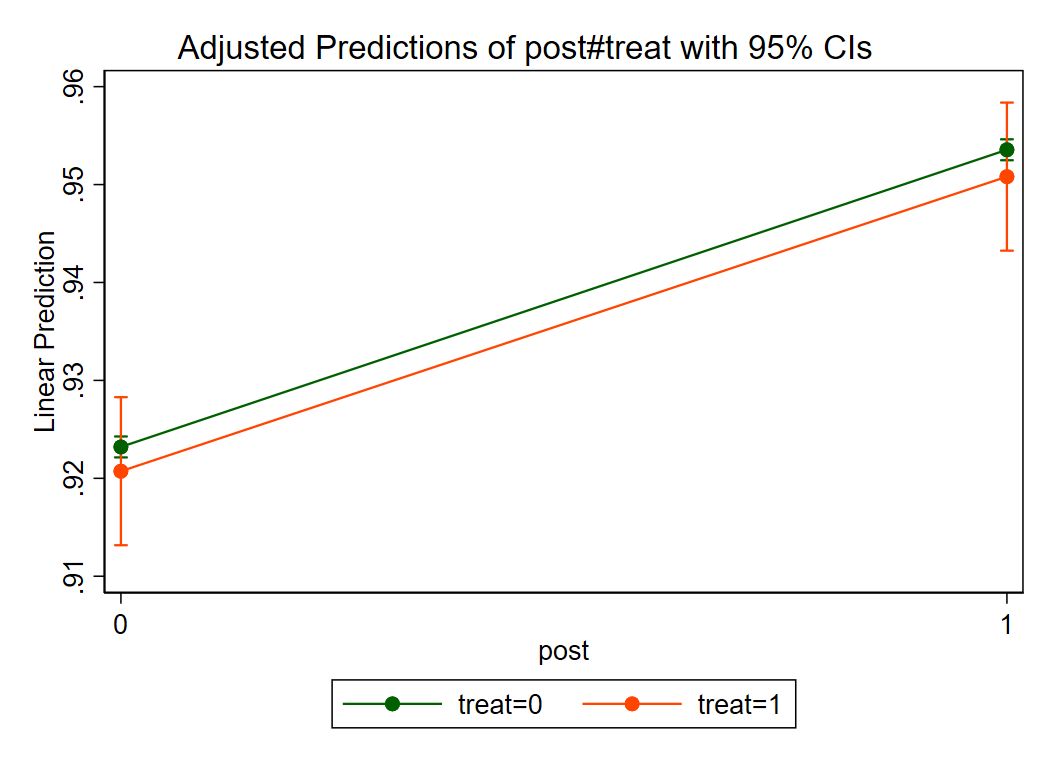 Adjusted Predictions of post#treat with 95% CIs
Linear Prediction
.96
.95
.94
.93
.92
.91
0 1
post
treat=0 treat=1